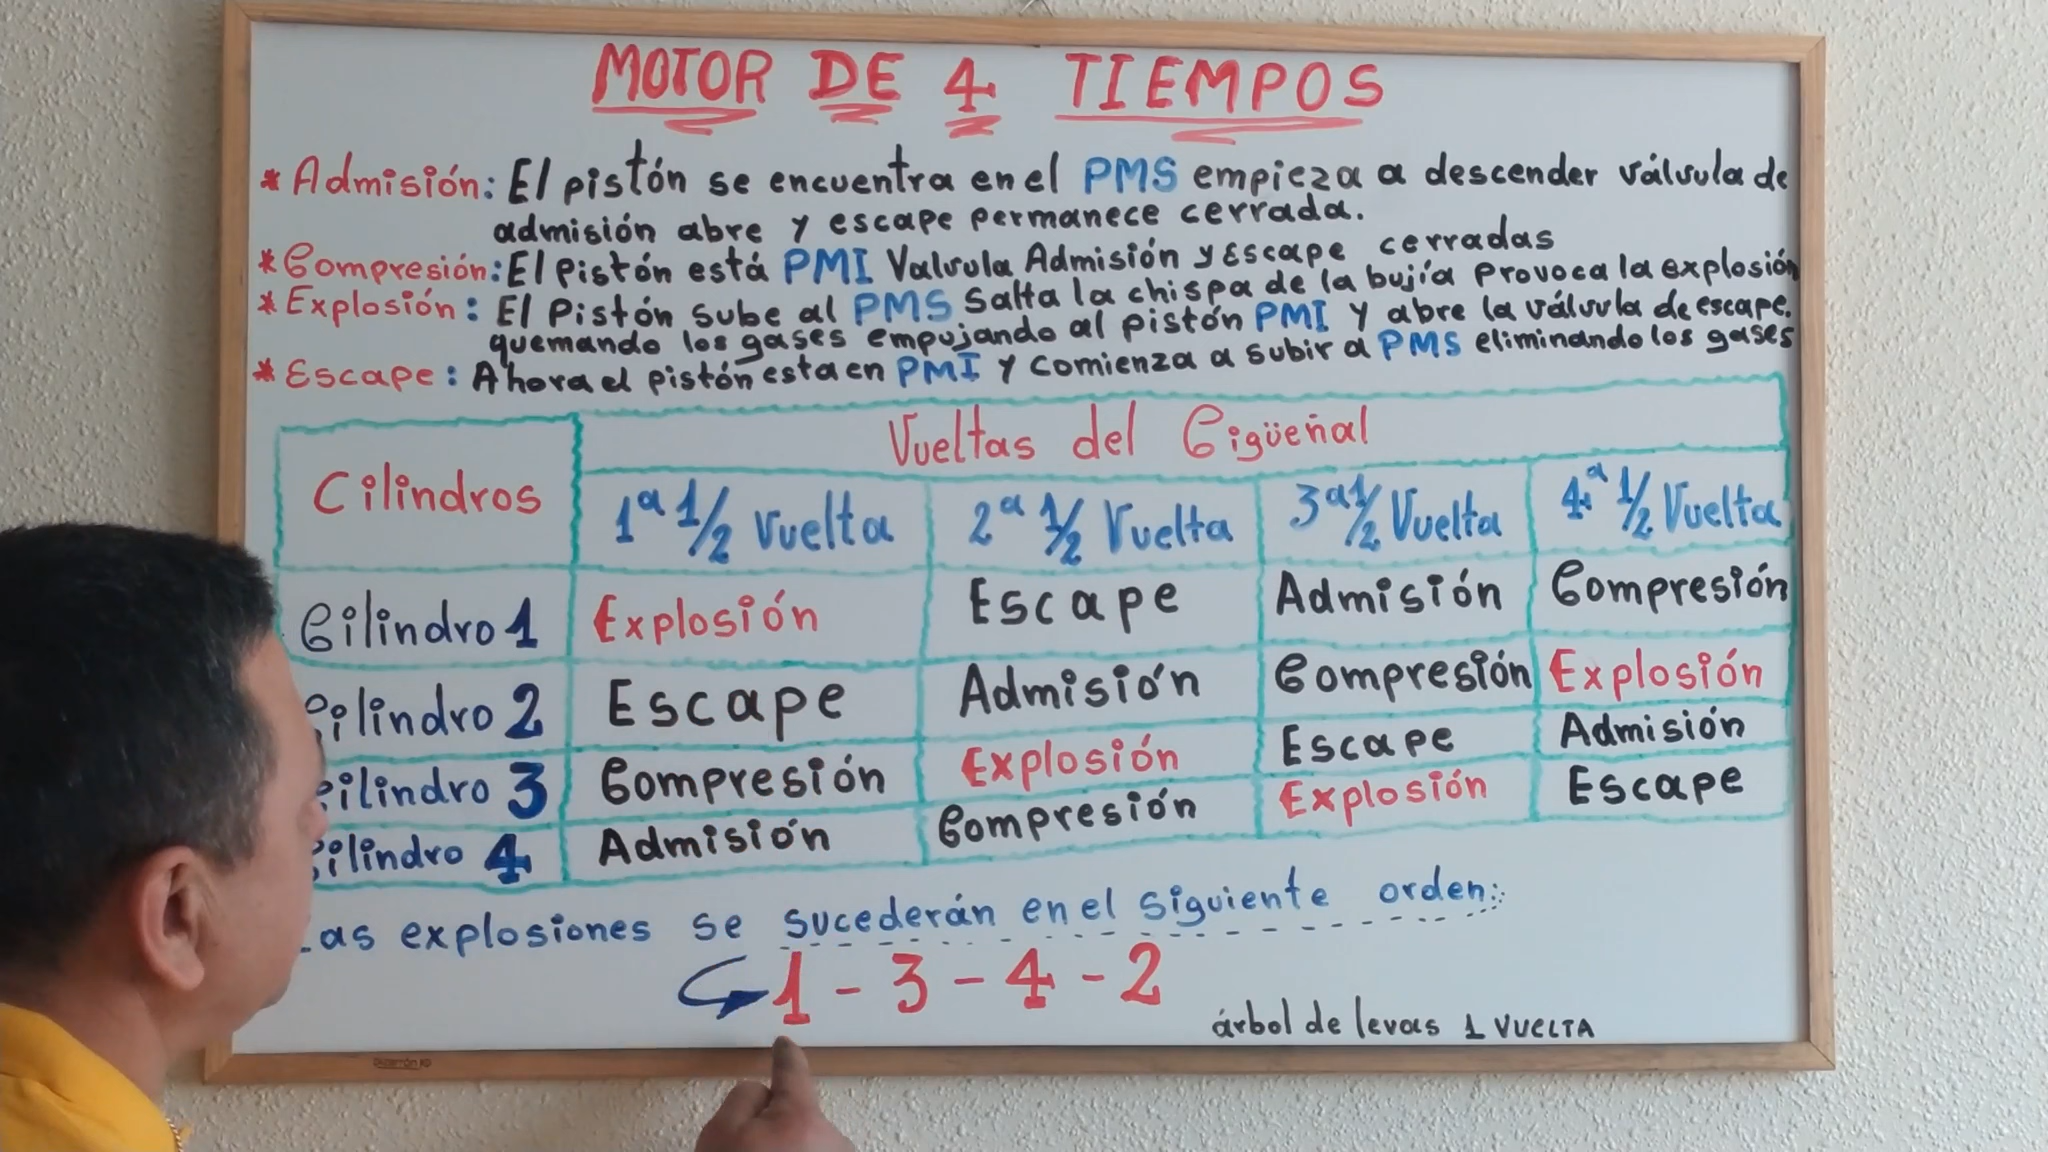 MOTOR DE 4 TIEMPOS
* Admisión: El pistón se encuentra en el PMS empieza a descender válvula de
admisión abre y escape permanece cerrada.
* Compresión: El Pistón está PMI Valvula Admisión y Escape cerradas
* Explosión: El Pistón sube al PMS Salta la chispa de la bujía provoca la explosión
quemando los gases empujando al pistón PMI y abre la válvula de escape.
* Escape: Ahora el pistón esta en PMI y comienza a subir a PMS eliminando los gases
Cilindros
Vueltas del Cigüeñal
1ª 1/2 Vuelta 2ª 1/2 Vuelta 3ª 1/2 Vuelta 4ª 1/2 Vuelta
Cilindro 1 Explosión Escape Admisión Compresión
Cilindro 2 Escape Admisión Compresión Explosión
Cilindro 3 Compresión Explosión Escape Admisión
Cilindro 4 Admisión Compresión Explosión Escape
Las explosiones se sucederán en el siguiente orden:
1 - 3 - 4 - 2
árbol de levas 1 VUELTA